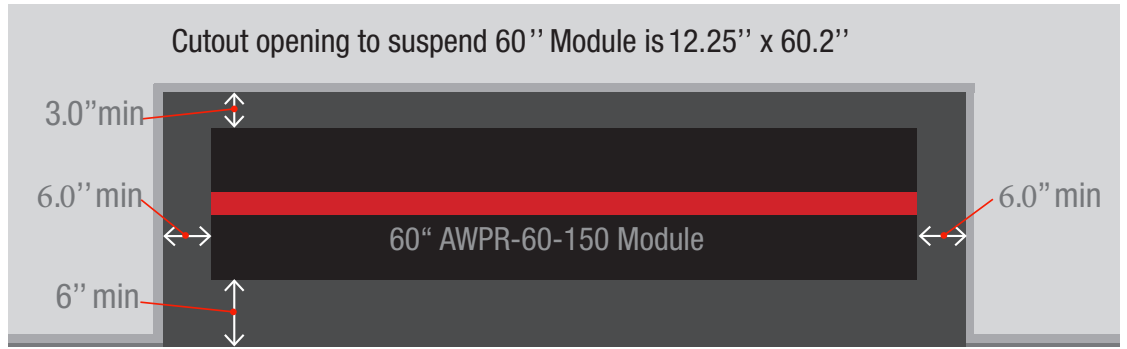 Cutout opening to suspend 60'' Module is 12.25'' x 60.2''
3.0”min
6.0'' min
6.0” min
60“ AWPR-60-150 Module
6'' min